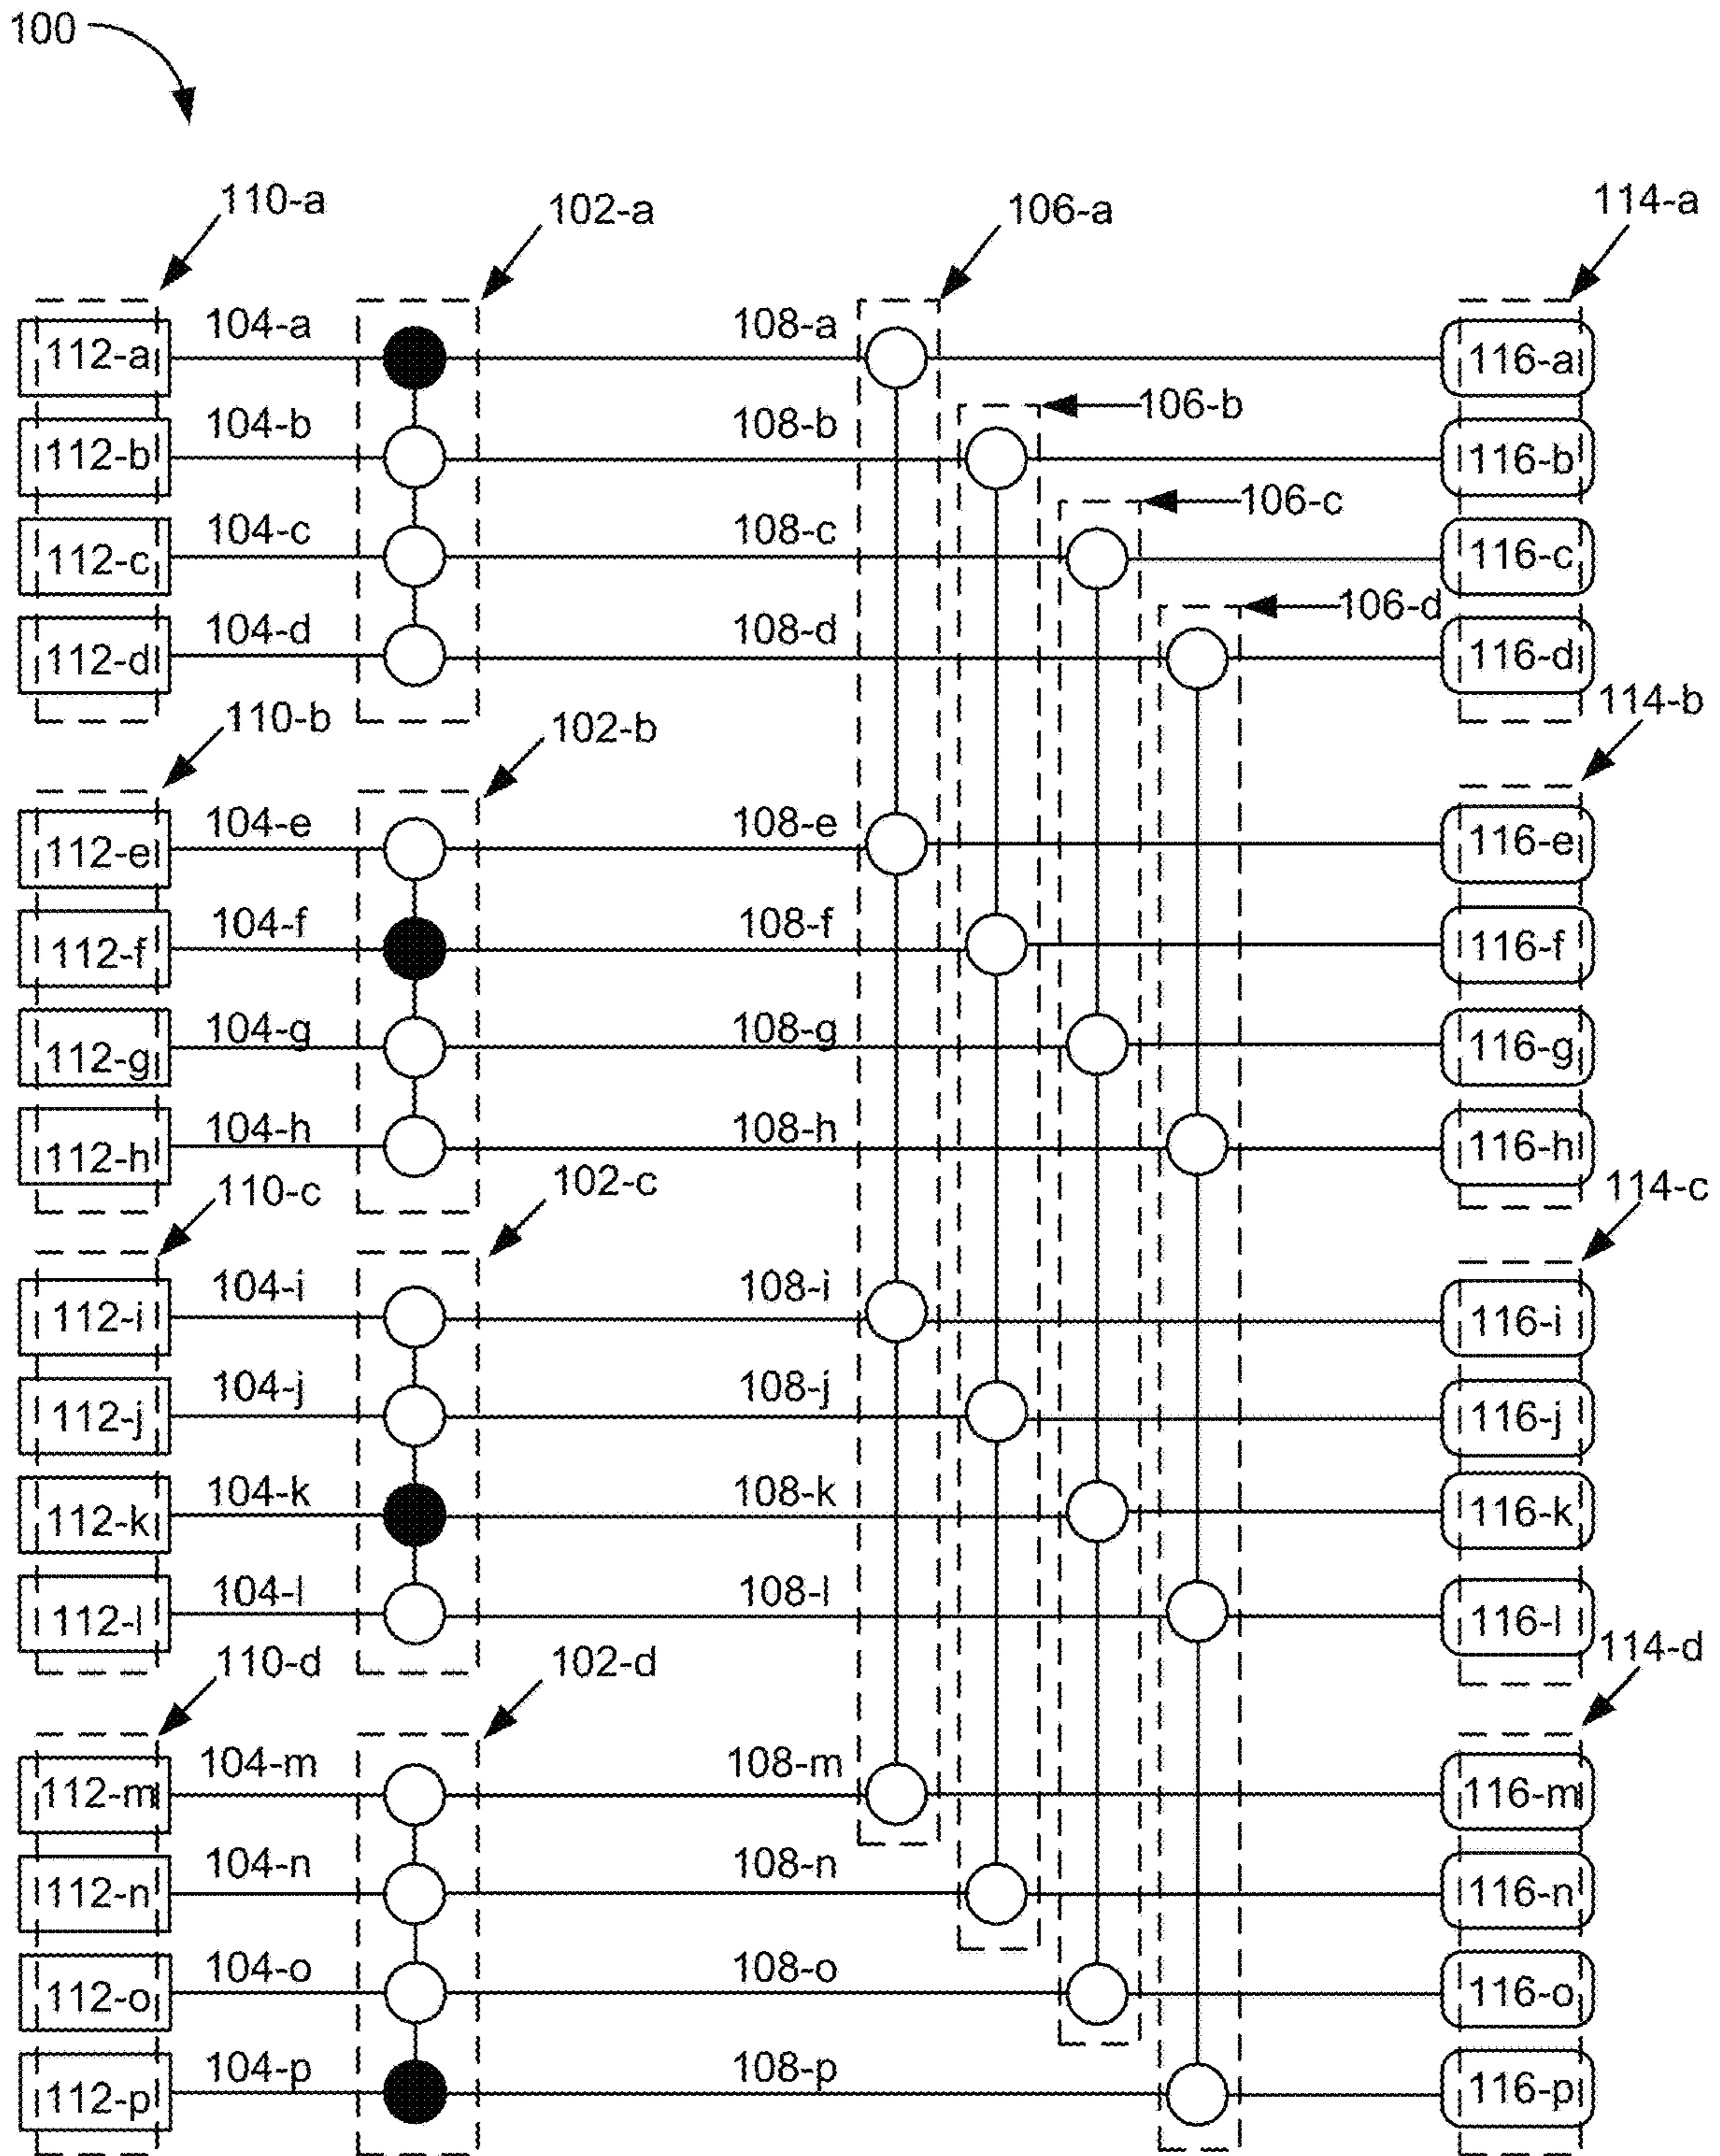 100
110-a 102-a 106-a 114-a
112-a 104-a 108-a 116-a
106-b
112-b 104-b 108-b 116-b
106-c
112-c 104-c 108-c 116-c
106-d
112-d 104-d 108-d 116-d
110-b 102-b 114-b
112-e 104-e 108-e 116-e
112-f 104-f 108-f 116-f
112-g 104-g 108-g 116-g
112-h 104-h 108-h 116-h
110-c 102-c 114-c
112-i 104-i 108-i 116-i
112-j 104-j 108-j 116-j
112-k 104-k 108-k 116-k
112-l 104-l 108-l 116-l
110-d 102-d 114-d
112-m 104-m 108-m 116-m
112-n 104-n 108-n 116-n
112-o 104-o 108-o 116-o
112-p 104-p 108-p 116-p